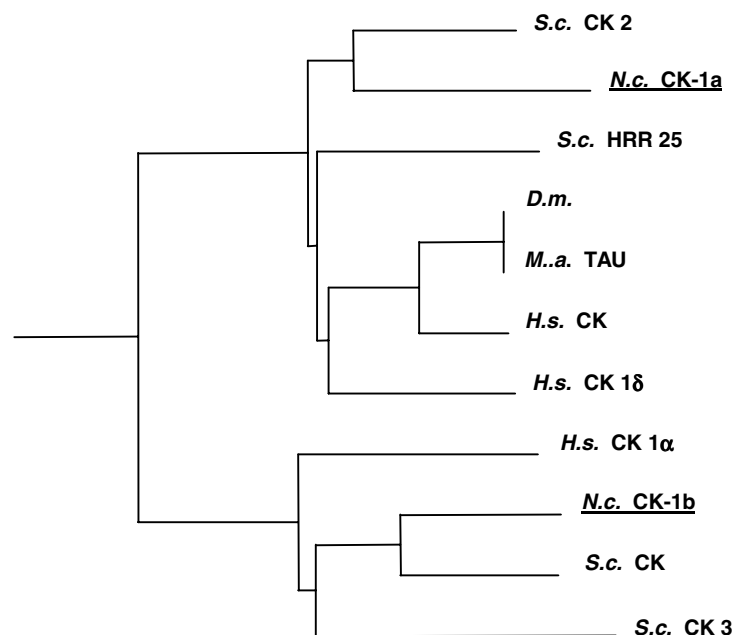 S.c. CK 2
N.c. CK-1a
S.c. HRR 25
D.m.
M..a. TAU
H.s. CK
H.s. CK 1δ
H.s. CK 1α
N.c. CK-1b
S.c. CK
S.c. CK 3